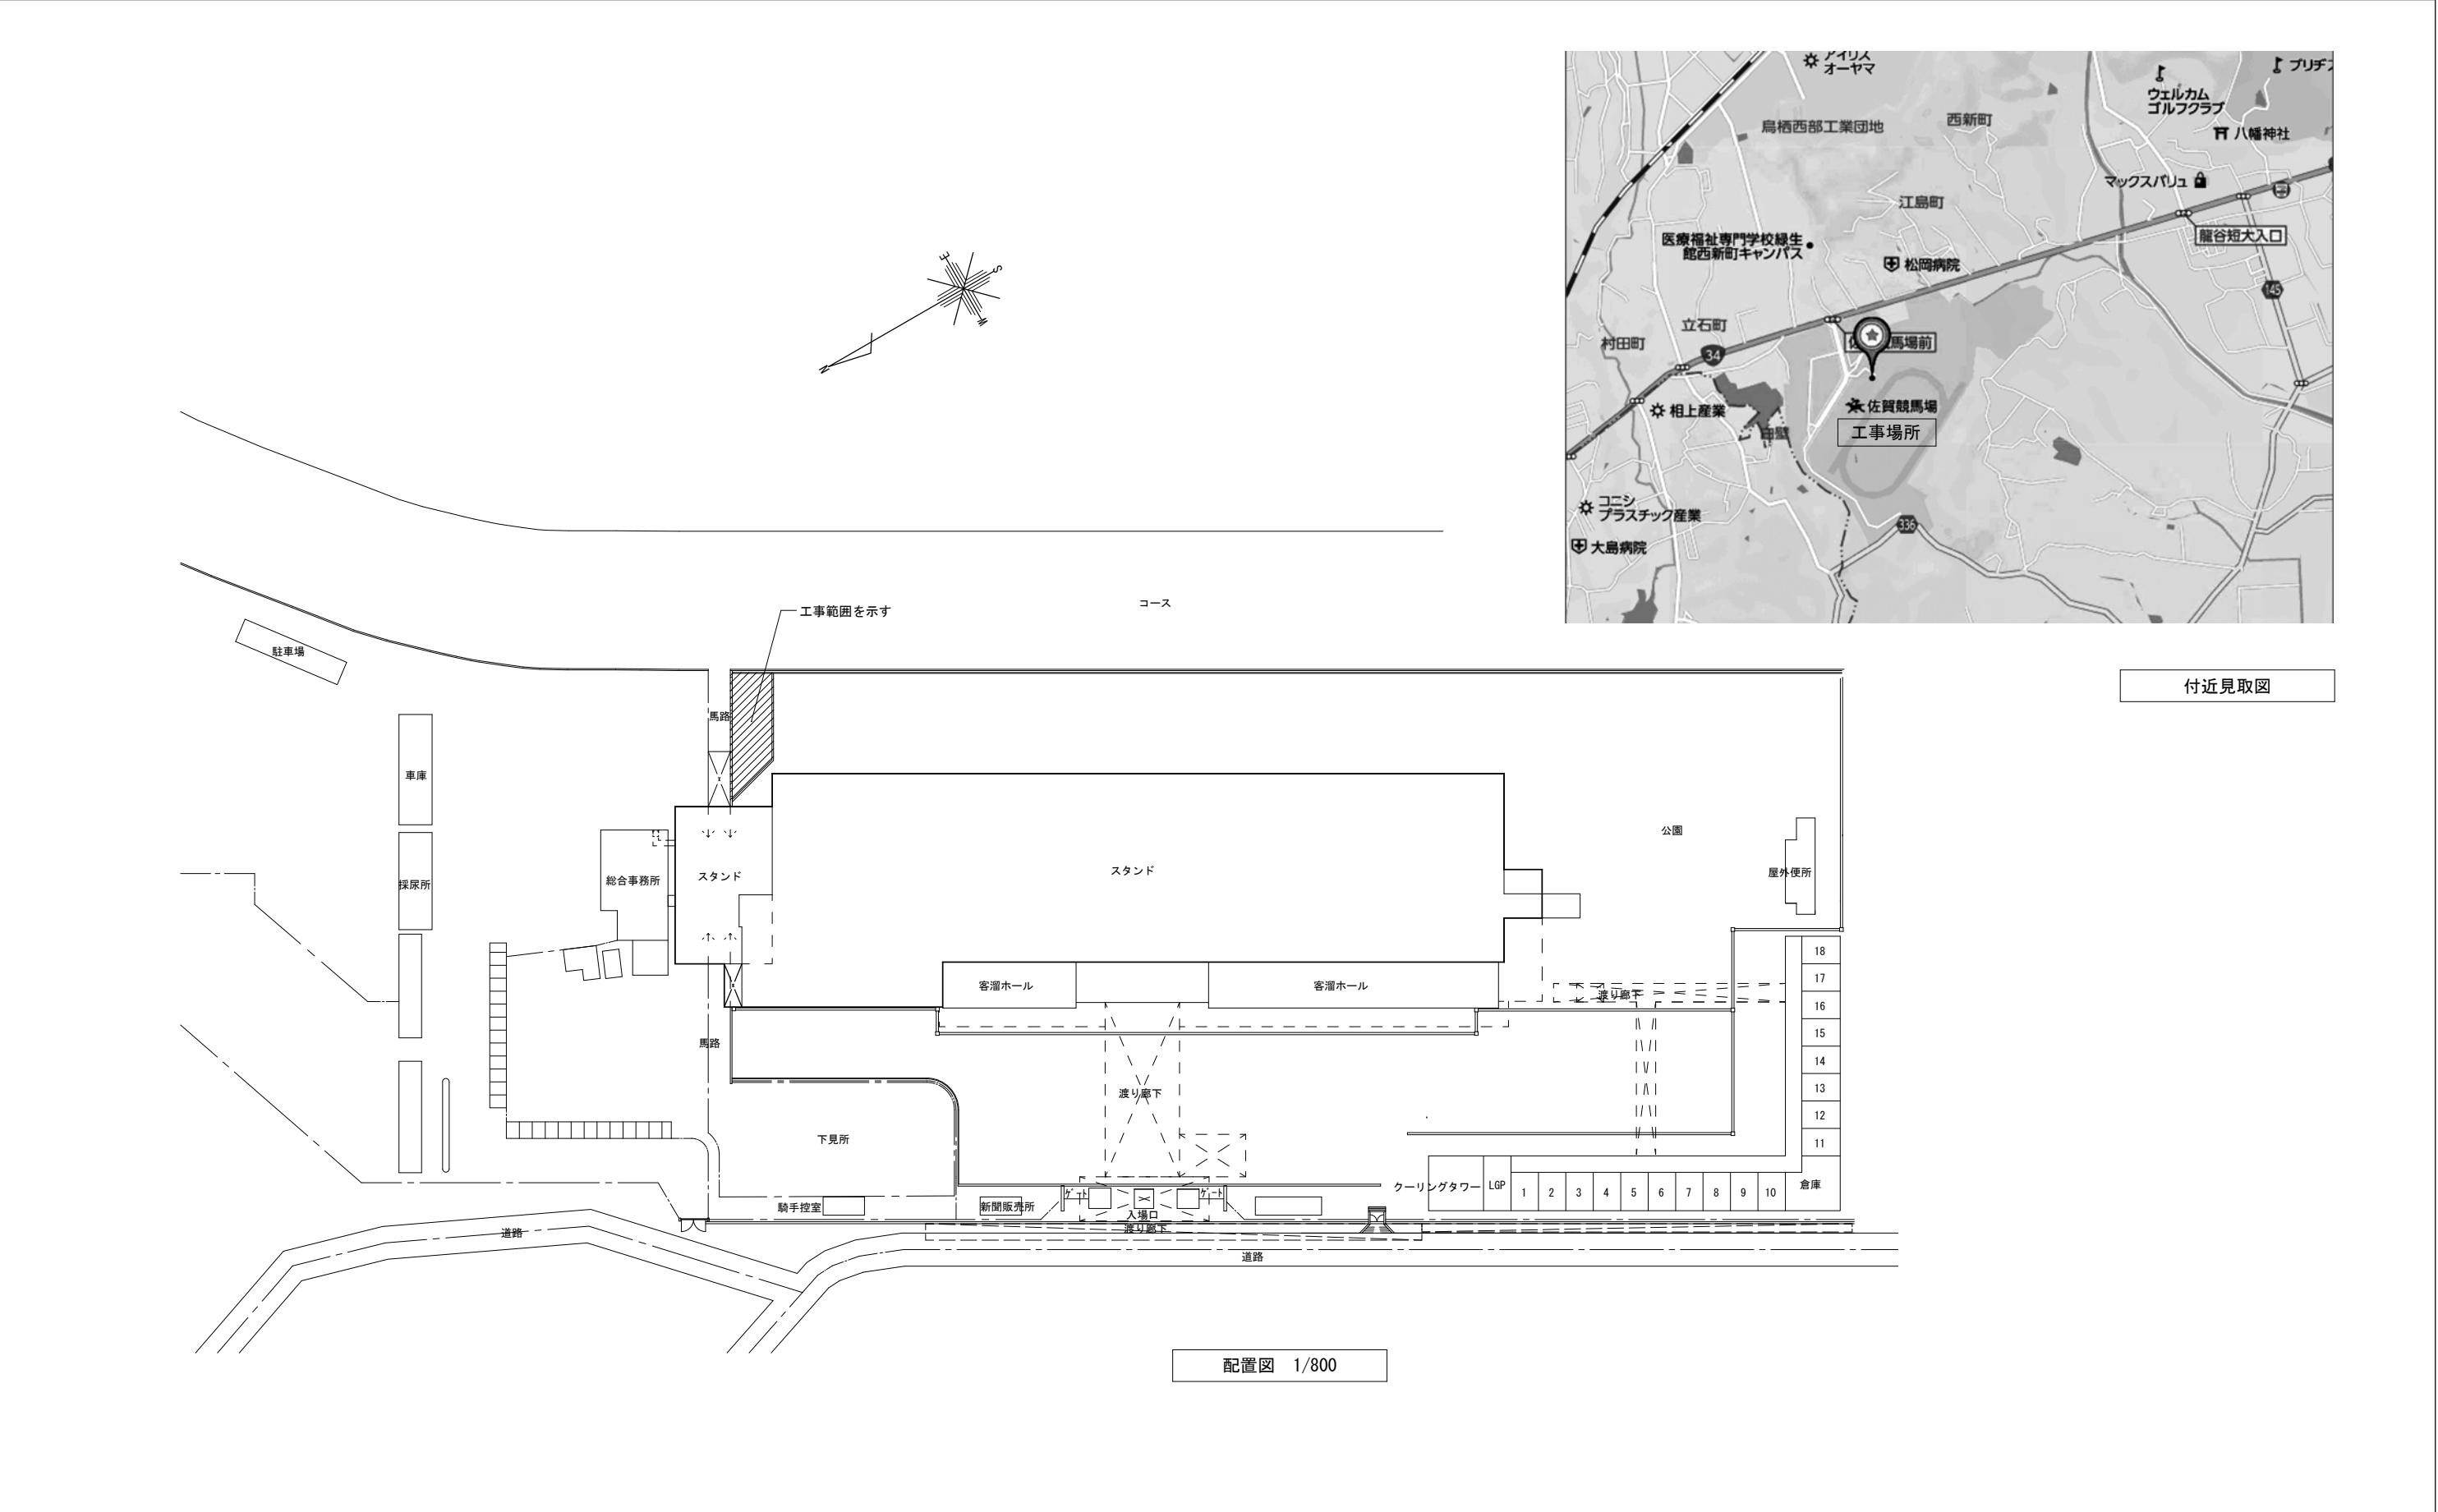 アイリス
オーヤマ
ウェルカム
ゴルフクラブ
鳥栖西部工業団地
西新町
八幡神社
マックスバリュ
江島町
龍谷短大入口
医療福祉専門学校緑生
館西新町キャンパス
松岡病院
145
立石町
村田町
34
馬場前
相上産業
佐賀競馬場
工事場所
白壁
コニシ
プラスチック産業
336
大島病院
付近見取図
E
S
W
N
コース
工事範囲を示す
駐車場
馬路
車庫
公園
スタンド
スタンド
総合事務所
採尿所
屋外便所
客溜ホール
客溜ホール
渡り廊下
18
17
16
15
14
13
12
11
馬路
渡り廊下
下見所
クーリングタワー
LGP
1
2
3
4
5
6
7
8
9
10
倉庫
騎手控室
新聞販売所
ゲート
ゲート
入場口
渡り廊下
道路
道路
配置図 1/800